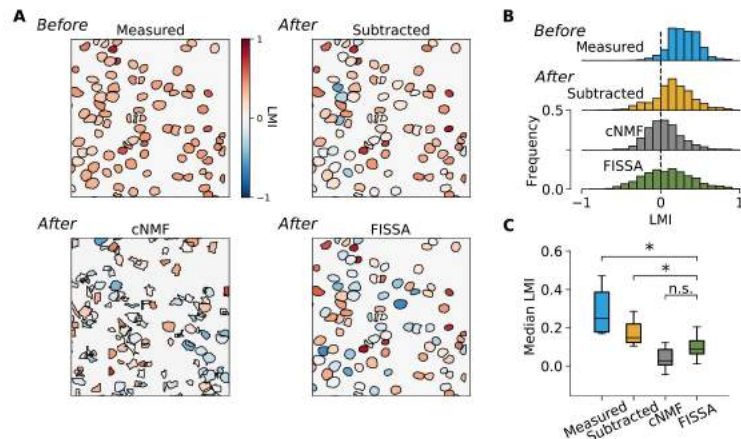 A
Before
Measured
1
0
−1
LMI
After
Subtracted
After
cNMF
After
FISSA
B
Before
Measured
After
Subtracted
cNMF
FISSA
0.5
0.0
Frequency
−1 0 1
LMI
C
0.6
0.4
0.2
0.0
Median LMI
*
*
n.s.
Measured
Subtracted
cNMF
FISSA